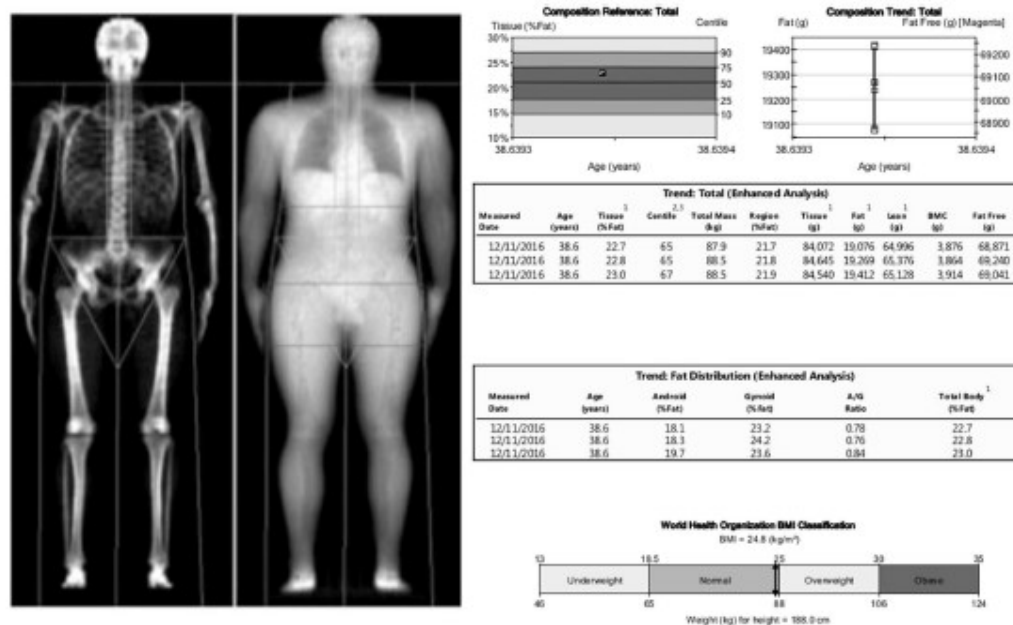 Composition Reference: Total
Tissue (%Fat) Centile
30%
25%
20%
15%
10%
90
75
50
25
10
38.6393 38.6394
Age (years)
Composition Trend: Total
Fat (g) Fat Free (g) [Magenta]
19400
19300
19200
19100
69200
69100
69000
68900
38.6393 38.6394
Age (years)
Trend: Total (Enhanced Analysis)
Measured Age Tissue 1 Centile 2,3 Total Mass Region Tissue 1 Fat 1 Lean 1 BMC Fat Free
Date (years) (%Fat) (kg) (%Fat) (g) (g) (g) (g) (g)
12/11/2016 38.6 22.7 65 87.9 21.7 84,072 19,076 64,996 3,876 68,871
12/11/2016 38.6 22.8 65 88.5 21.8 84,645 19,269 65,376 3,864 69,240
12/11/2016 38.6 23.0 67 88.5 21.9 84,540 19,412 65,128 3,914 69,041
Trend: Fat Distribution (Enhanced Analysis)
Measured Age Android Gynoid A/G Total Body 1
Date (years) (%Fat) (%Fat) Ratio (%Fat)
12/11/2016 38.6 18.1 23.2 0.78 22.7
12/11/2016 38.6 18.3 24.2 0.76 22.8
12/11/2016 38.6 19.7 23.6 0.84 23.0
World Health Organization BMI Classification
BMI = 24.8 (kg/m²)
13 18.5 25 30 35
Underweight Normal Overweight Obese
46 65 88 106 124
Weight (kg) for height = 188.0 cm